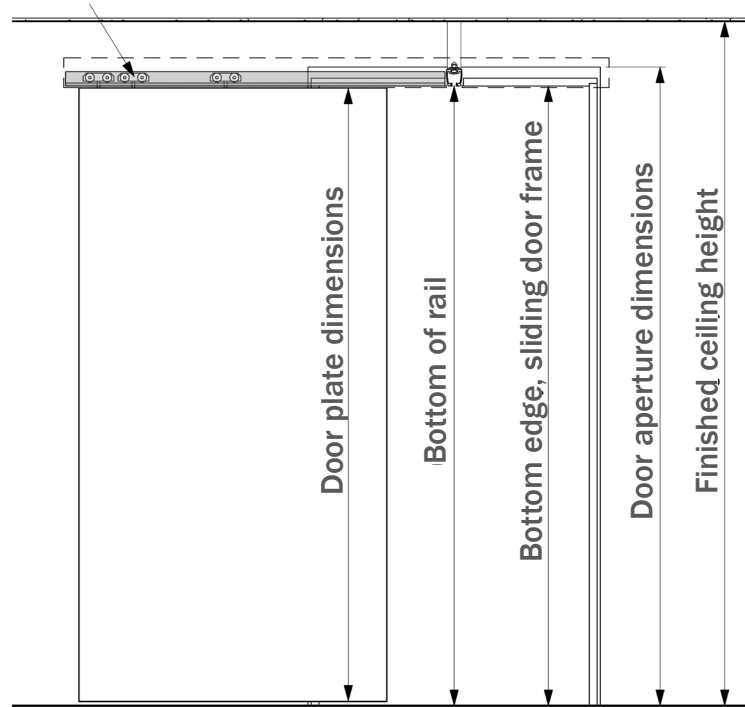 Door plate dimensions
Bottom of rail
Bottom edge, sliding door frame
Door aperture dimensions
Finished ceiling height